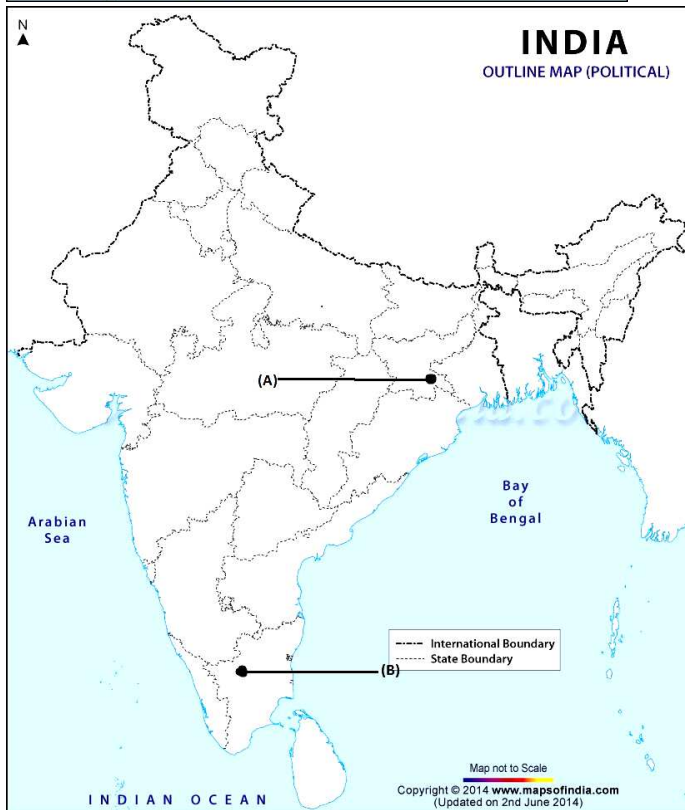 N
INDIA
OUTLINE MAP (POLITICAL)
(A)
Bay
of
Bengal
Arabian
Sea
International Boundary
State Boundary
(B)
Map not to Scale
Copyright © 2014 www.mapsofindia.com
(Updated on 2nd June 2014)
INDIAN OCEAN